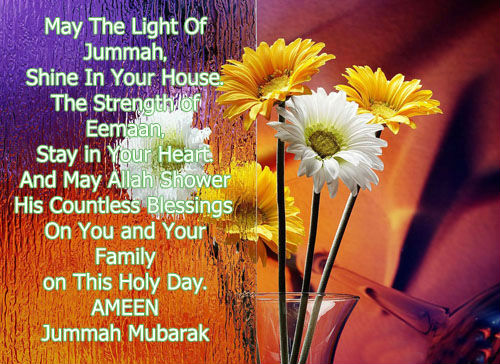 May The Light Of
Jummah,
Shine In Your House.
The Strength of
Eemaan,
Stay in Your Heart.
And May Allah Shower
His Countless Blessings
On You and Your
Family
on This Holy Day.
AMEEN
Jummah Mubarak